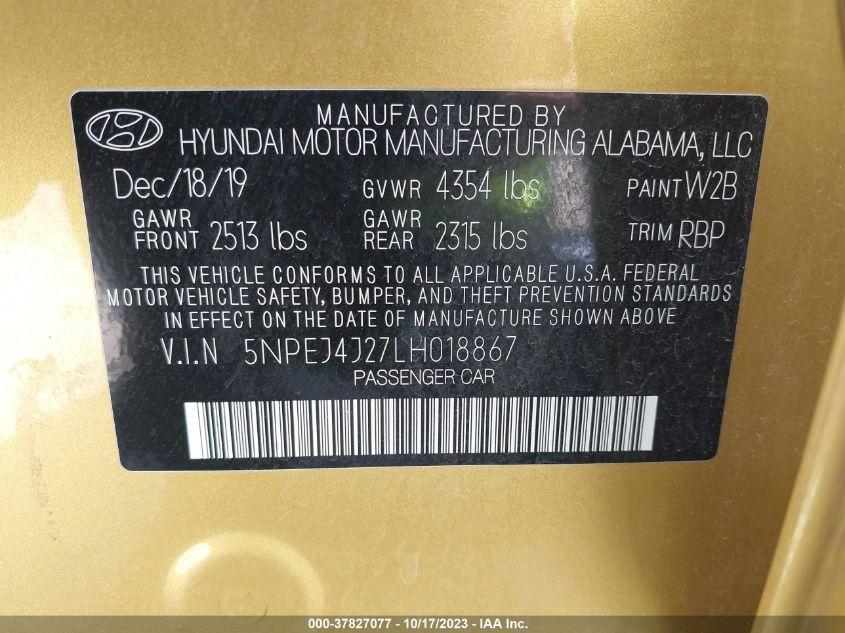 MANUFACTURED BY
HYUNDAI MOTOR MANUFACTURING ALABAMA, LLC
Dec/18/19 GVWR 4354 lbs PAINT W2B
GAWR FRONT 2513 lbs GAWR REAR 2315 lbs TRIM RBP
THIS VEHICLE CONFORMS TO ALL APPLICABLE U.S.A. FEDERAL
MOTOR VEHICLE SAFETY, BUMPER, AND THEFT PREVENTION STANDARDS
IN EFFECT ON THE DATE OF MANUFACTURE SHOWN ABOVE
V.I.N 5NPEJ4J27LH018867
PASSENGER CAR
000-37827077 - 10/17/2023 - IAA Inc.